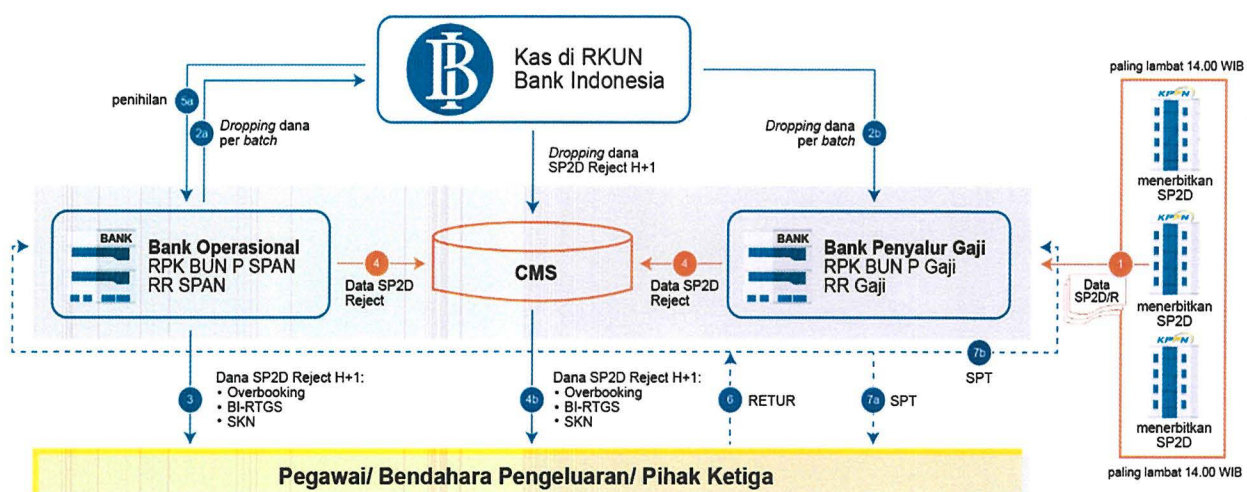 Kas di RKUN
Bank Indonesia
paling lambat 14.00 WIB
KPPN
menerbitkan
SP2D
penihilan
5a
2a
Dropping dana
per batch
Dropping dana
SP2D Reject H+1
Dropping dana
per batch
2b
BANK
Bank Operasional
RPK BUN P SPAN
RR SPAN
4
Data SP2D
Reject
CMS
4
Data SP2D
Reject
BANK
Bank Penyalur Gaji
RPK BUN P Gaji
RR Gaji
1
Data
SP2D/R
KPPN
menerbitkan
SP2D
7b
SPT
3
Dana SP2D Reject H+1:
• Overbooking
• BI-RTGS
• SKN
4b
Dana SP2D Reject H+1:
• Overbooking
• BI-RTGS
• SKN
6
RETUR
7a
SPT
KPPN
menerbitkan
SP2D
Pegawai/ Bendahara Pengeluaran/ Pihak Ketiga
paling lambat 14.00 WIB